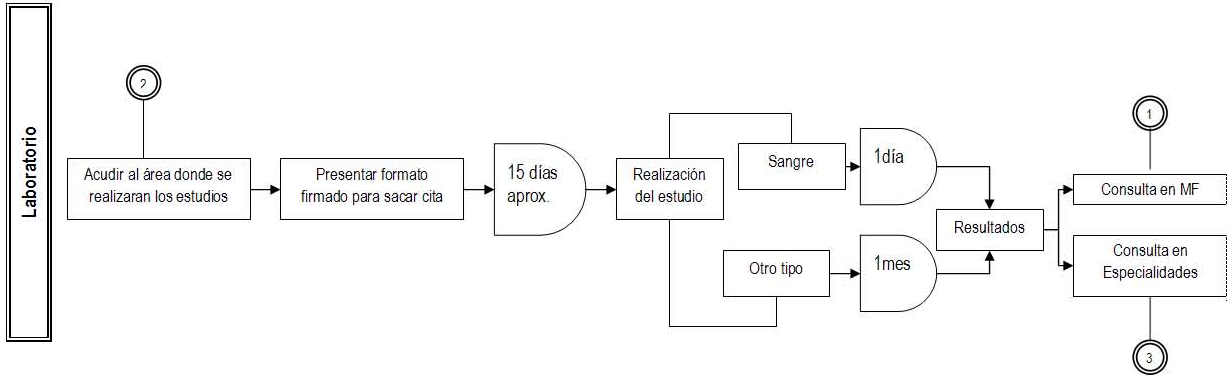 Laboratorio
2
Acudir al área donde se
realizaran los estudios
Presentar formato
firmado para sacar cita
15 días
aprox.
Realización
del estudio
Sangre
1día
Otro tipo
1mes
Resultados
1
Consulta en MF
Consulta en
Especialidades
3